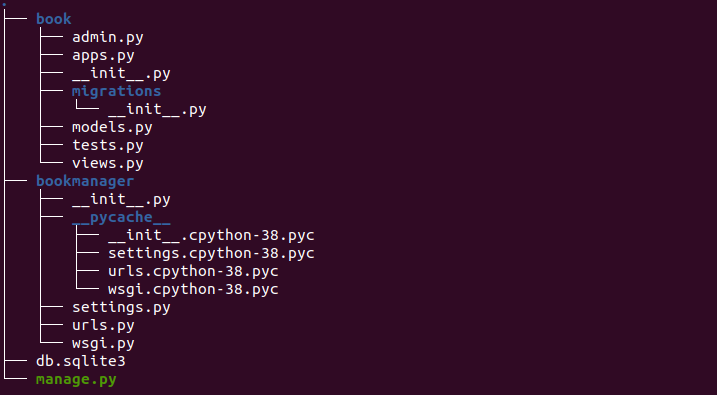 .
├── book
│   ├── admin.py
│   ├── apps.py
│   ├── __init__.py
│   ├── migrations
│   │   └── __init__.py
│   ├── models.py
│   ├── tests.py
│   └── views.py
├── bookmanager
│   ├── __init__.py
│   ├── __pycache__
│   │   ├── __init__.cpython-38.pyc
│   │   ├── settings.cpython-38.pyc
│   │   ├── urls.cpython-38.pyc
│   │   └── wsgi.cpython-38.pyc
│   ├── settings.py
│   ├── urls.py
│   └── wsgi.py
├── db.sqlite3
└── manage.py